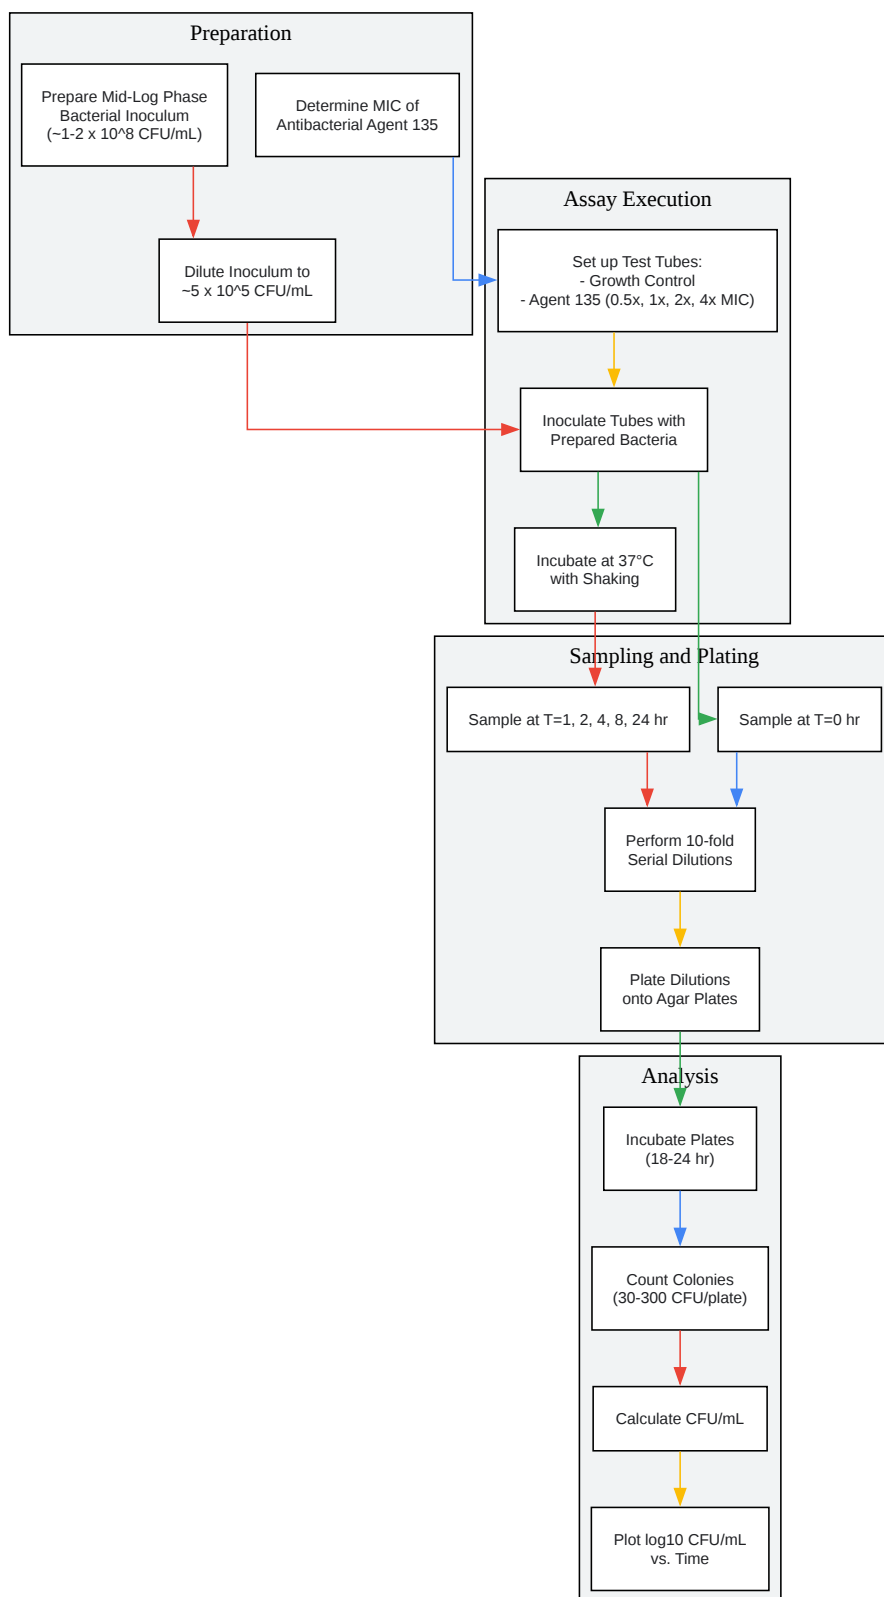 Preparation
Prepare Mid-Log Phase
Bacterial Inoculum
(~1-2 x 10^8 CFU/mL)
Determine MIC of
Antibacterial Agent 135
Dilute Inoculum to
~5 x 10^5 CFU/mL
Assay Execution
Set up Test Tubes:
- Growth Control
- Agent 135 (0.5x, 1x, 2x, 4x MIC)
Inoculate Tubes with
Prepared Bacteria
Incubate at 37°C
with Shaking
Sampling and Plating
Sample at T=1, 2, 4, 8, 24 hr
Sample at T=0 hr
Perform 10-fold
Serial Dilutions
Plate Dilutions
onto Agar Plates
Analysis
Incubate Plates
(18-24 hr)
Count Colonies
(30-300 CFU/plate)
Calculate CFU/mL
Plot log10 CFU/mL
vs. Time